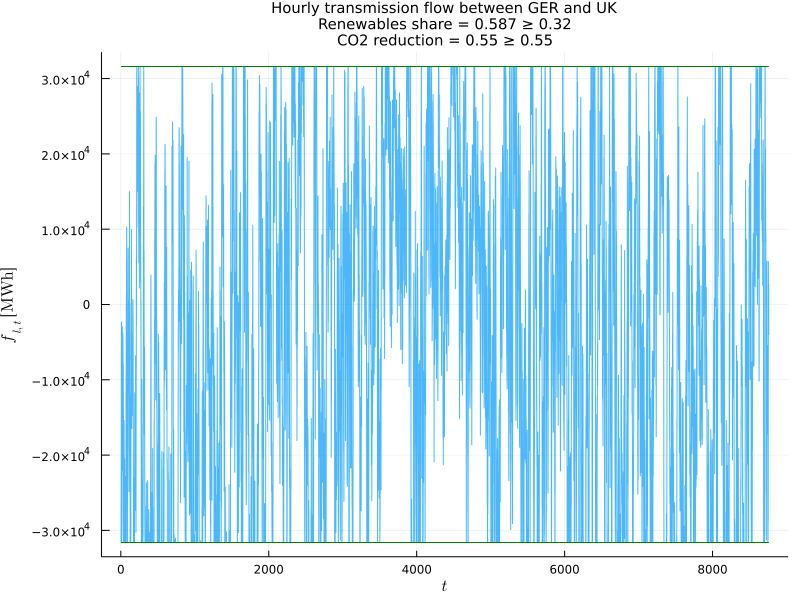 Hourly transmission flow between GER and UK
Renewables share = 0.587 ≥ 0.32
CO2 reduction = 0.55 ≥ 0.55
3.0×10⁴
2.0×10⁴
1.0×10⁴
0
−1.0×10⁴
−2.0×10⁴
−3.0×10⁴
f l,t [MWh]
0 2000 4000 6000 8000
t